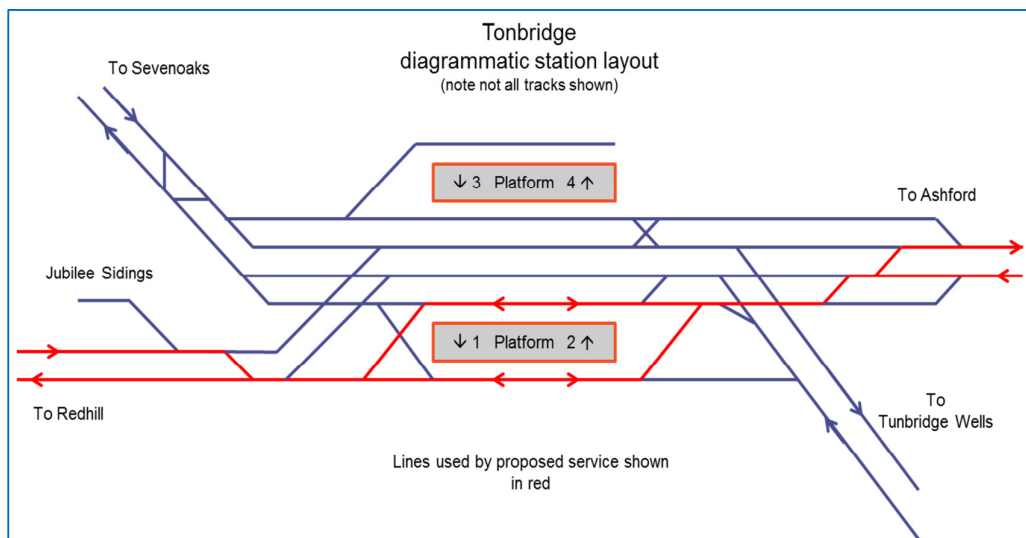 Tonbridge
diagrammatic station layout
(note not all tracks shown)
To Sevenoaks
↓ 3 Platform 4 ↑
To Ashford
Jubilee Sidings
↓ 1 Platform 2 ↑
To Redhill
To
Tunbridge Wells
Lines used by proposed service shown
in red